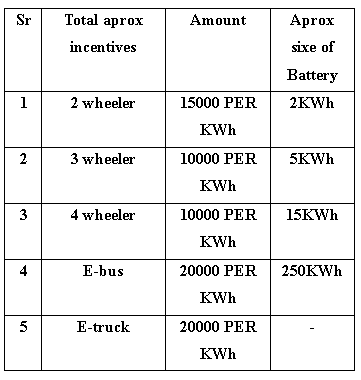 Sr Total aprox Amount Aprox
incentives sixe of
Battery
1 2 wheeler 15000 PER 2KWh
KWh
2 3 wheeler 10000 PER 5KWh
KWh
3 4 wheeler 10000 PER 15KWh
KWh
4 E-bus 20000 PER 250KWh
KWh
5 E-truck 20000 PER -
KWh